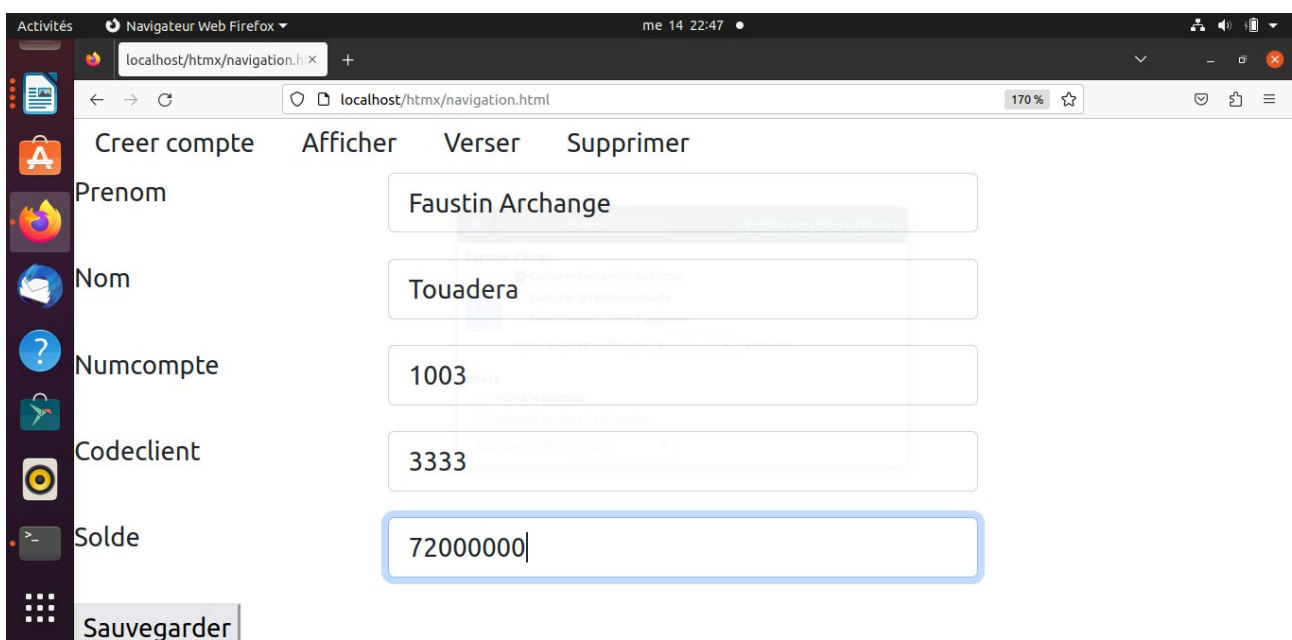 Activités Navigateur Web Firefox me 14 22:47
localhost/htmx/navigation.h
localhost/htmx/navigation.html 170 %
Creer compte Afficher Verser Supprimer
Prenom Faustin Archange
Nom Touadera
Numcompte 1003
Codeclient 3333
Solde 72000000
Sauvegarder